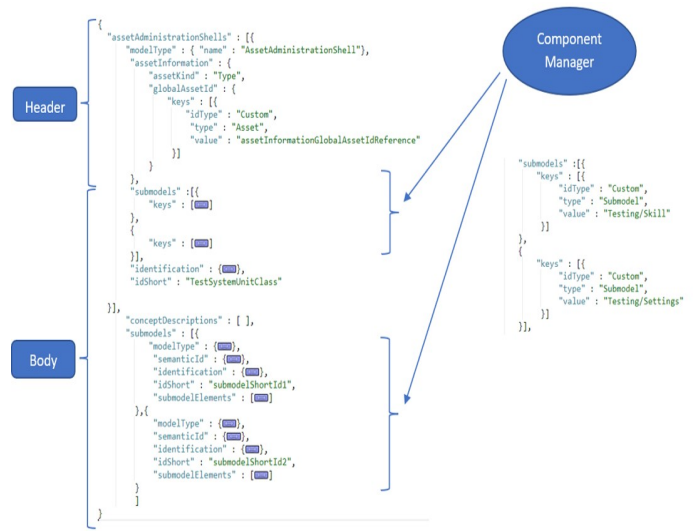 {
"assetAdministrationShells" : [{
"modelType" : { "name" : "AssetAdministrationShell"},
"assetInformation" : {
"assetKind" : "Type",
"globalAssetId" : {
"keys" : [{
"idType" : "Custom",
"type" : "Asset",
"value" : "assetInformationGlobalAssetIdReference"
}]
}
},
"submodels" :[{
"keys" : []
},
{
"keys" : []
}],
"identification" : {},
"idShort" : "TestSystemUnitClass"
}],
"conceptDescriptions" : [ ],
"submodels" : [{
"modelType" : {},
"semanticId" : {},
"identification" : {},
"idShort" : "submodelShortId1",
"submodelElements" : []
},{
"modelType" : {},
"semanticId" : {},
"identification" : {},
"idShort" : "submodelShortId2",
"submodelElements" : []
}
]
}
Header
Body
Component
Manager
"submodels" :[{
"keys" : [{
"idType" : "Custom",
"type" : "Submodel",
"value" : "Testing/Skill"
}]
},
{
"keys" : [{
"idType" : "Custom",
"type" : "Submodel",
"value" : "Testing/Settings"
}]
}],